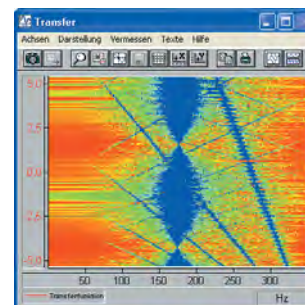 Transfer
Achsen Darstellung Vermessen Texte Hilfe
5,0
2,5
0,0
-2,5
-5,0
50 100 150 200 250 300
Transferfunktion Hz